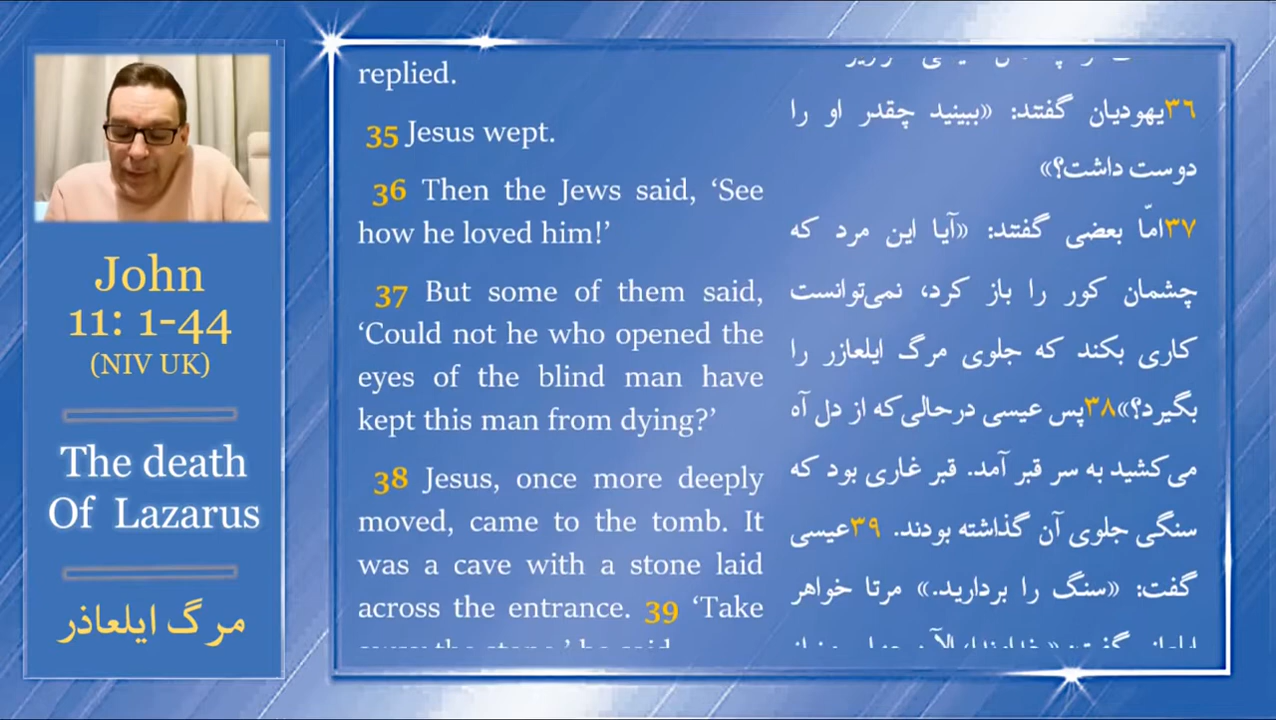 John
11: 1-44
(NIV UK)
The death
Of Lazarus
مرگ ایلعاذر
replied.
35 Jesus wept.
36 Then the Jews said, ‘See
how he loved him!’
37 But some of them said,
‘Could not he who opened the
eyes of the blind man have
kept this man from dying?’
38 Jesus, once more deeply
moved, came to the tomb. It
was a cave with a stone laid
across the entrance. 39 ‘Take
۳۶یهودیان گفتند: «ببینید چقدر او را
دوست داشت؟»
۳۷امّا بعضی گفتند: «آیا این مرد که
چشمان کور را باز کرد، نمی‌توانست
کاری بکند که جلوی مرگ ایلعازر را
بگیرد؟»۳۸پس عیسی درحالی‌که از دل آه
می‌کشید به سر قبر آمد. قبر غاری بود که
سنگی جلوی آن گذاشته بودند. ۳۹عیسی
گفت: «سنگ را بردارید.» مرتا خواهر